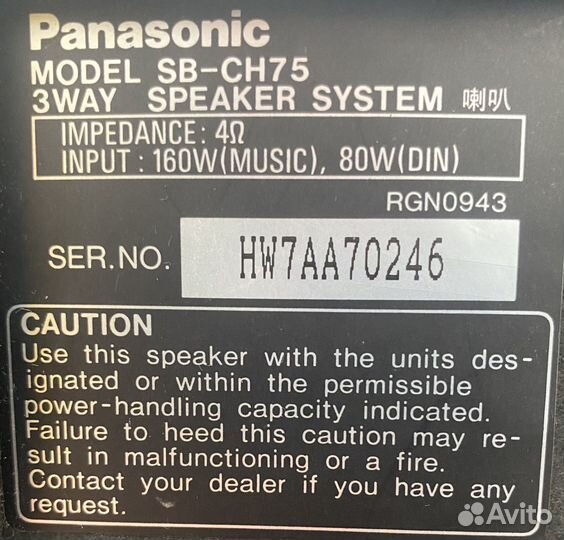 Panasonic
MODEL SB-CH75
3WAY SPEAKER SYSTEM 喇叭
IMPEDANCE: 4Ω
INPUT: 160W(MUSIC), 80W(DIN)
RGN0943
SER.NO. HW7AA70246
CAUTION
Use this speaker with the units des-
ignated or within the permissible
power-handling capacity indicated.
Failure to heed this caution may re-
sult in malfunctioning or a fire.
Contact your dealer if you have any
request.
Avito